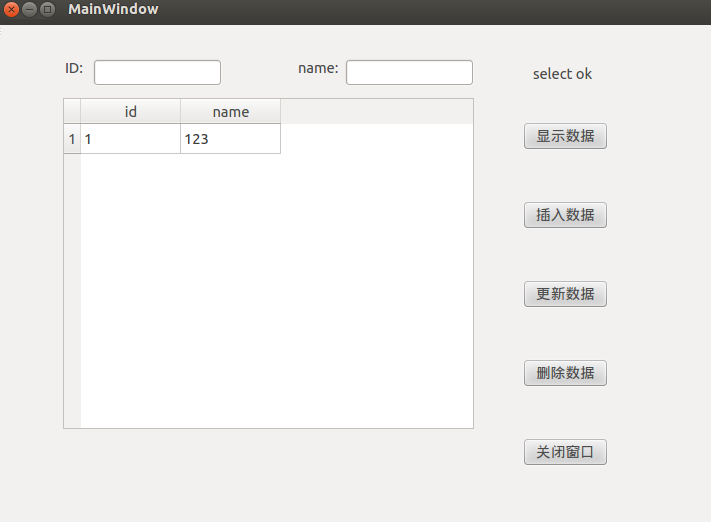 MainWindow
ID:
name:
select ok
id name
1 1 123
显示数据
插入数据
更新数据
删除数据
关闭窗口